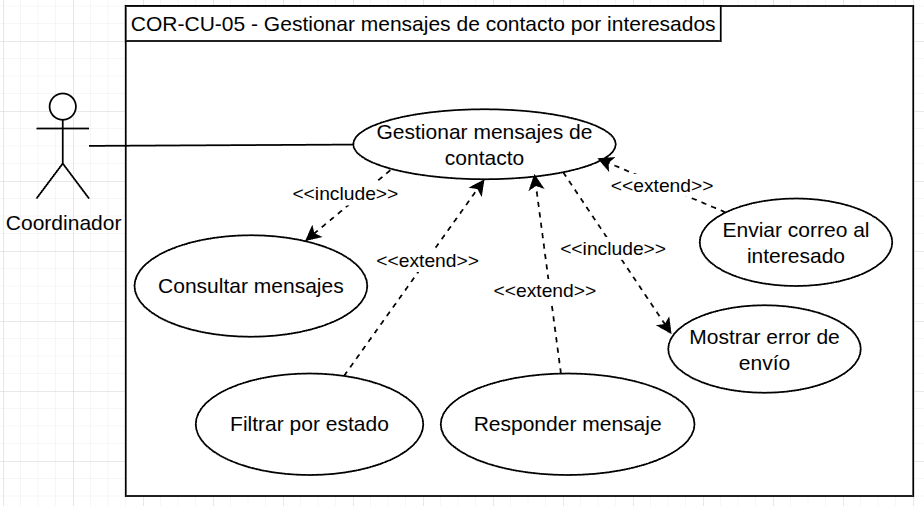 COR-CU-05 - Gestionar mensajes de contacto por interesados
Gestionar mensajes de
contacto
<<include>>
<<extend>>
Coordinador
Enviar correo al
interesado
<<extend>>
<<include>>
Consultar mensajes
<<extend>>
Mostrar error de
envío
Filtrar por estado
Responder mensaje